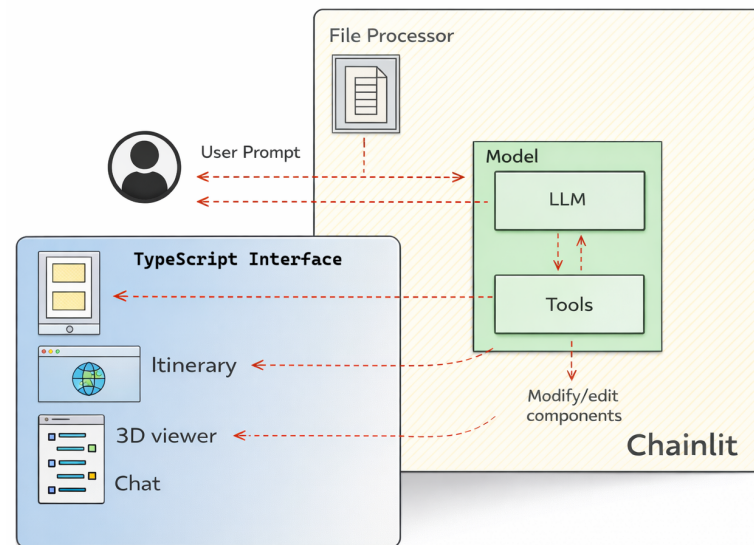 File Processor
User Prompt
Model
LLM
TypeScript Interface
Tools
Itinerary
Modify/edit
components
3D viewer
Chainlit
Chat